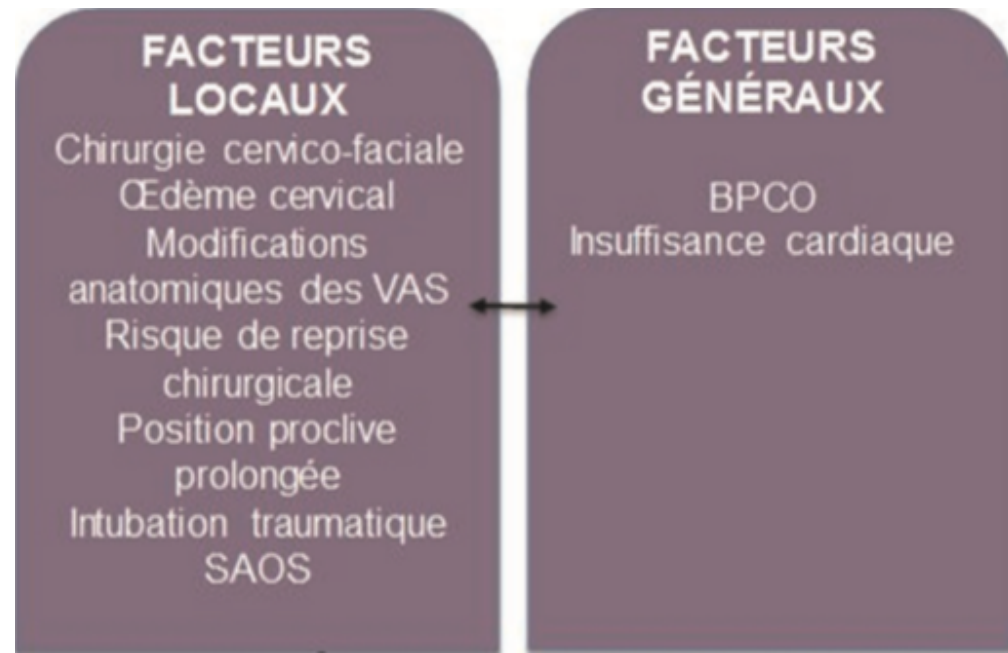 FACTEURS
LOCAUX
Chirurgie cervico-faciale
Œdème cervical
Modifications
anatomiques des VAS
Risque de reprise
chirurgicale
Position proclive
prolongée
Intubation traumatique
SAOS
FACTEURS
GÉNÉRAUX
BPCO
Insuffisance cardiaque